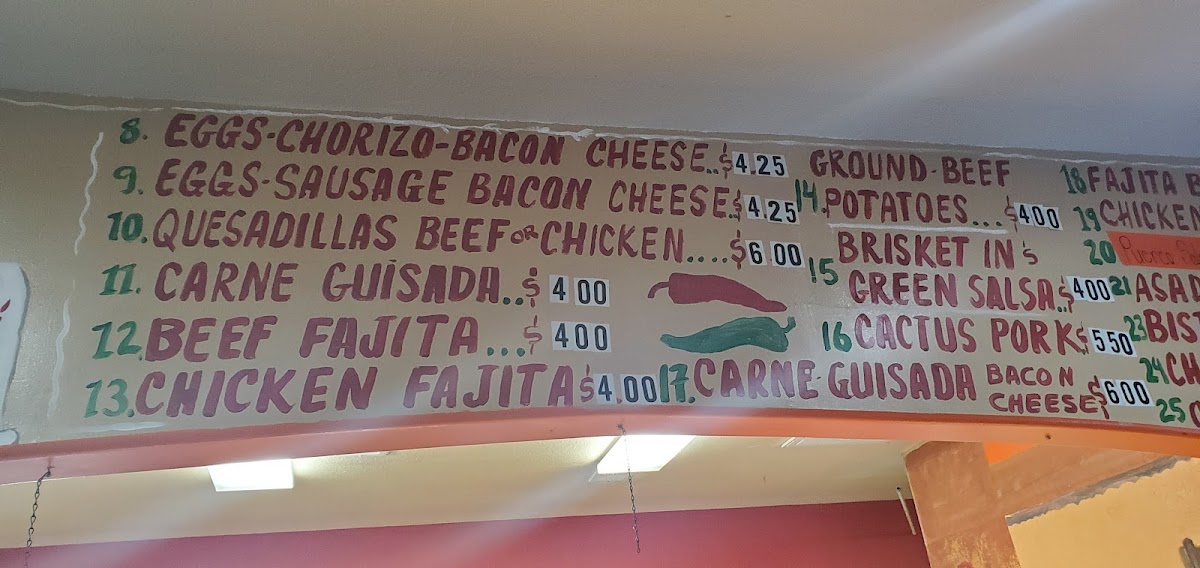 8. EGGS-CHORIZO-BACON CHEESE..$4.25
9. EGGS-SAUSAGE BACON CHEESE.$4.25
10. QUESADILLAS BEEF OR CHICKEN.....$6.00
11. CARNE GUISADA..$4 00
12. BEEF FAJITA...$4 00
13. CHICKEN FAJITA $4.00
GROUND-BEEF
14. POTATOES...$4 00
15 BRISKET IN $
GREEN SALSA..$4 00
16 CACTUS PORK $5 50
17. CARNE-GUISADA BACON
CHEESE $6 00
18 FAJITA
19 CHICKEN
20
21
23
24
25